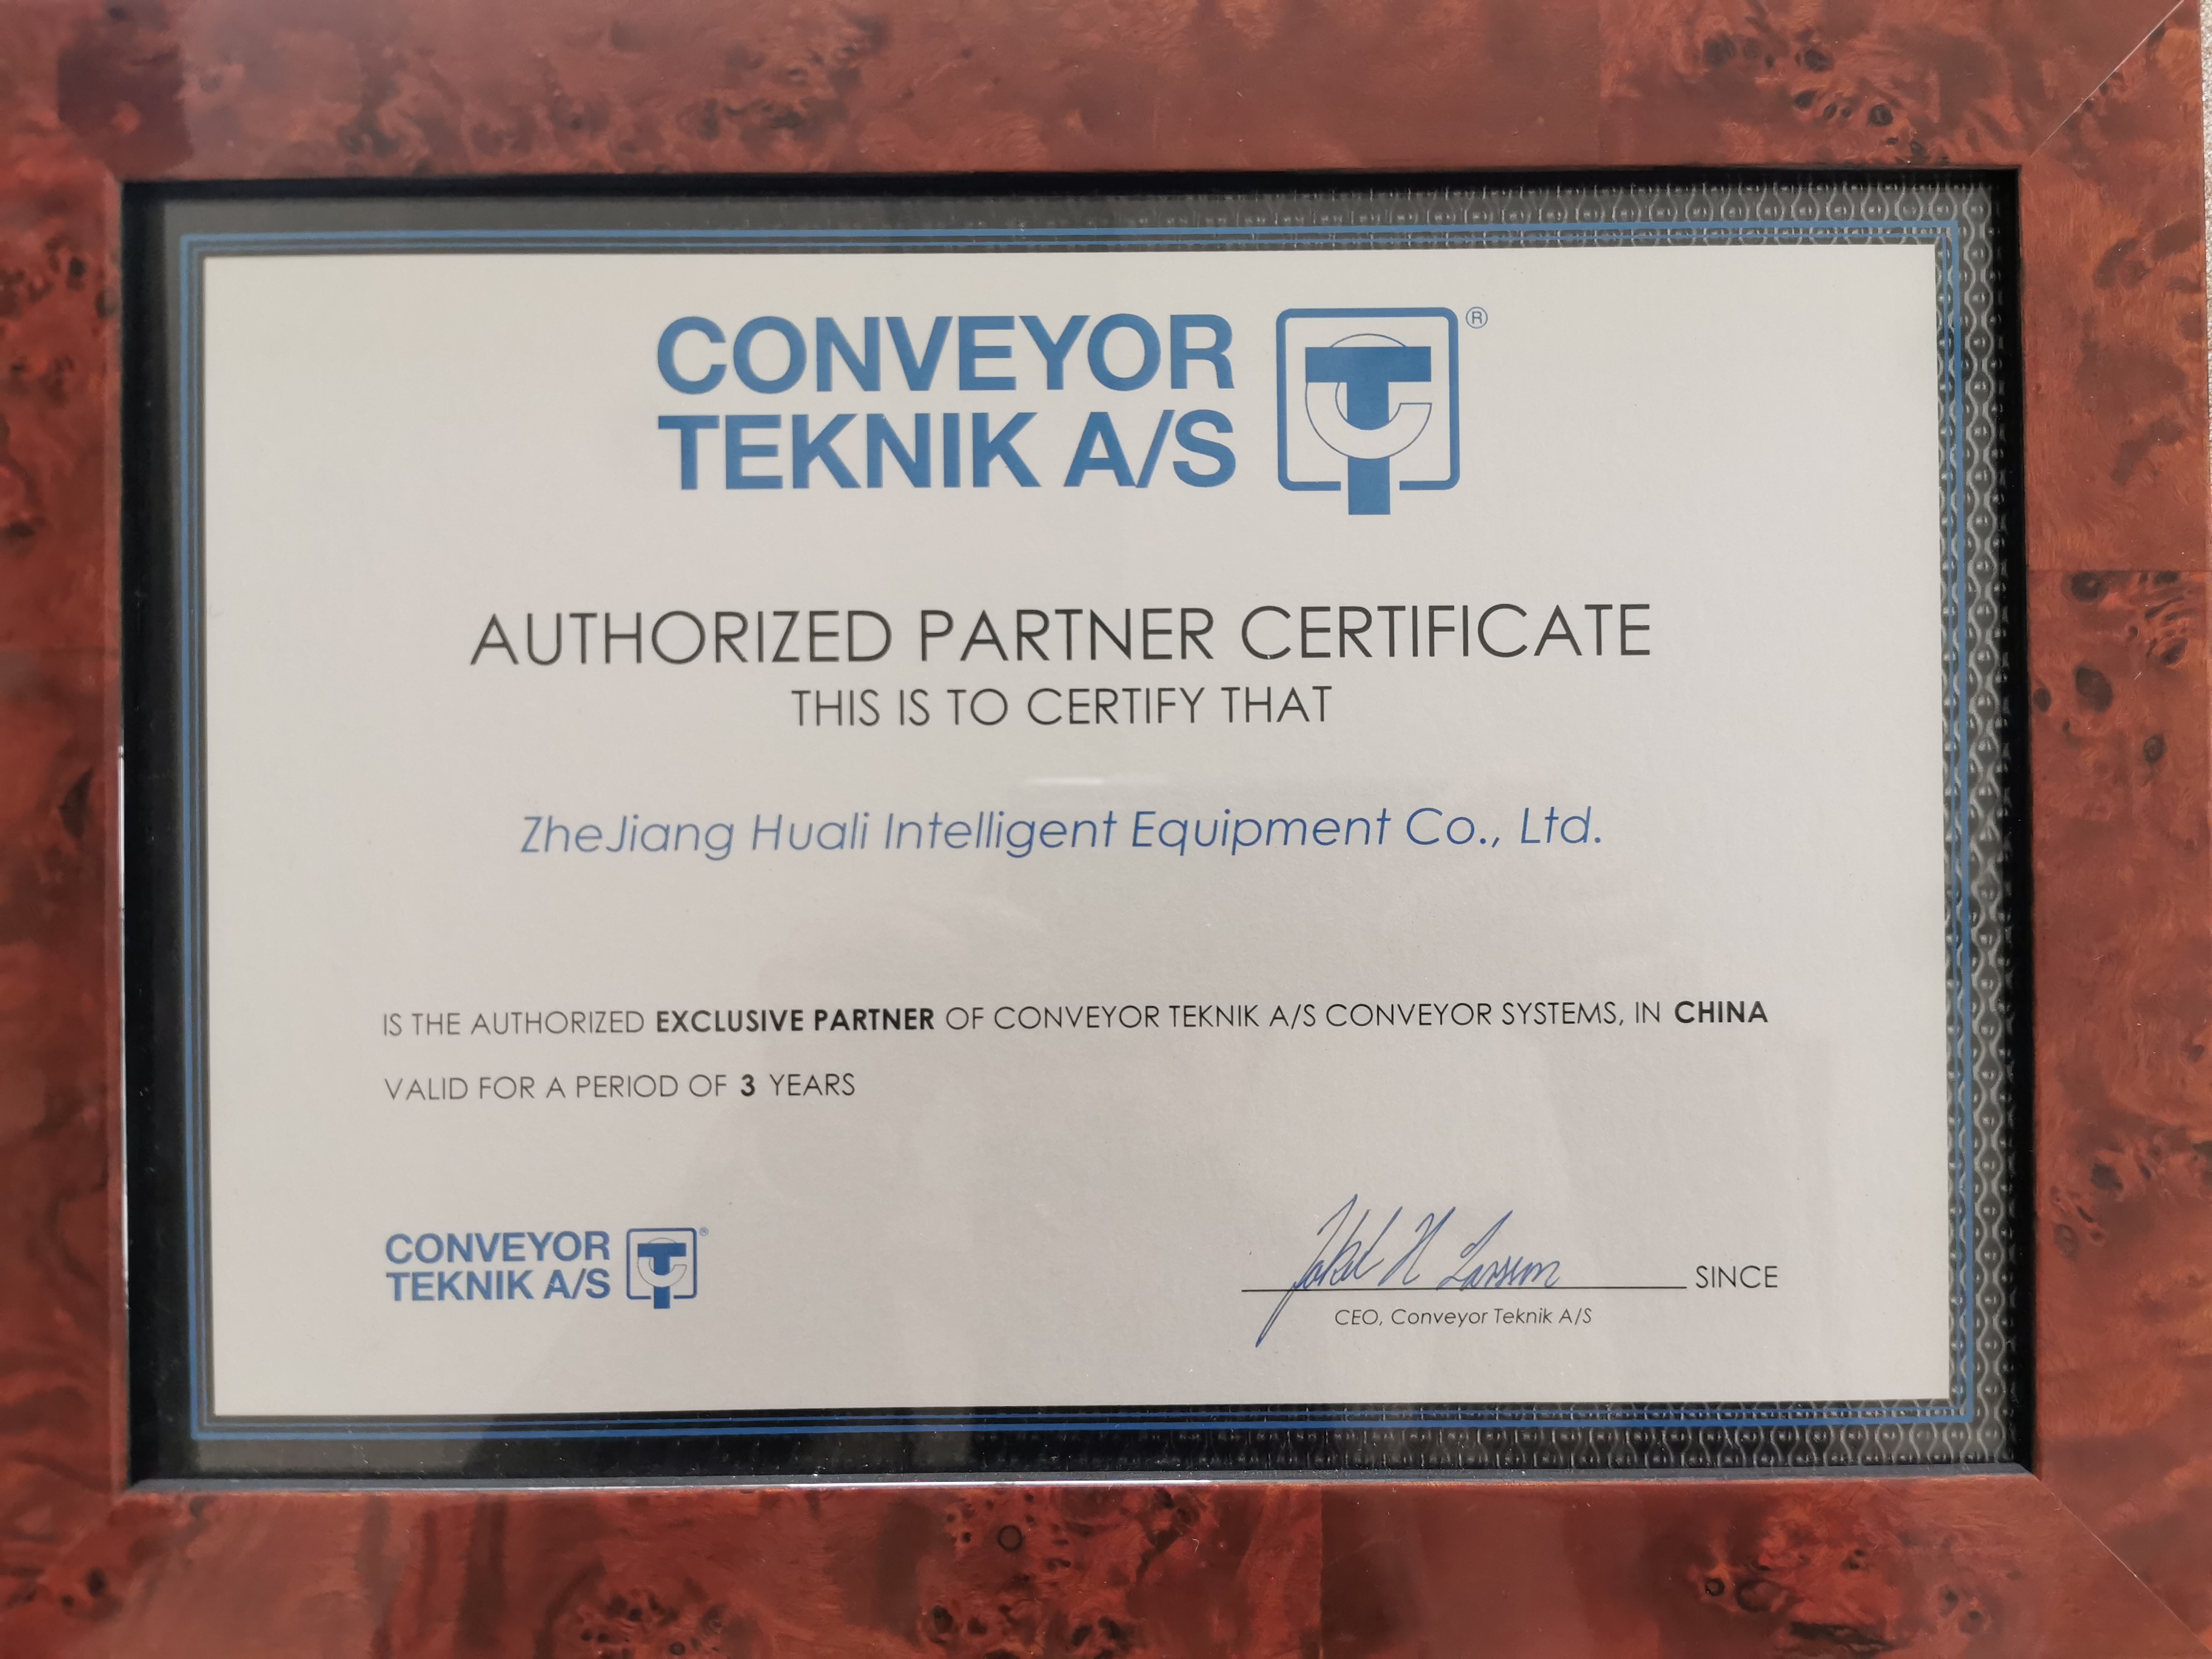 CONVEYOR
TEKNIK A/S
®
AUTHORIZED PARTNER CERTIFICATE
THIS IS TO CERTIFY THAT
ZheJiang Huali Intelligent Equipment Co., Ltd.
IS THE AUTHORIZED EXCLUSIVE PARTNER OF CONVEYOR TEKNIK A/S CONVEYOR SYSTEMS, IN CHINA
VALID FOR A PERIOD OF 3 YEARS
CONVEYOR
TEKNIK A/S
®
SINCE
CEO, Conveyor Teknik A/S